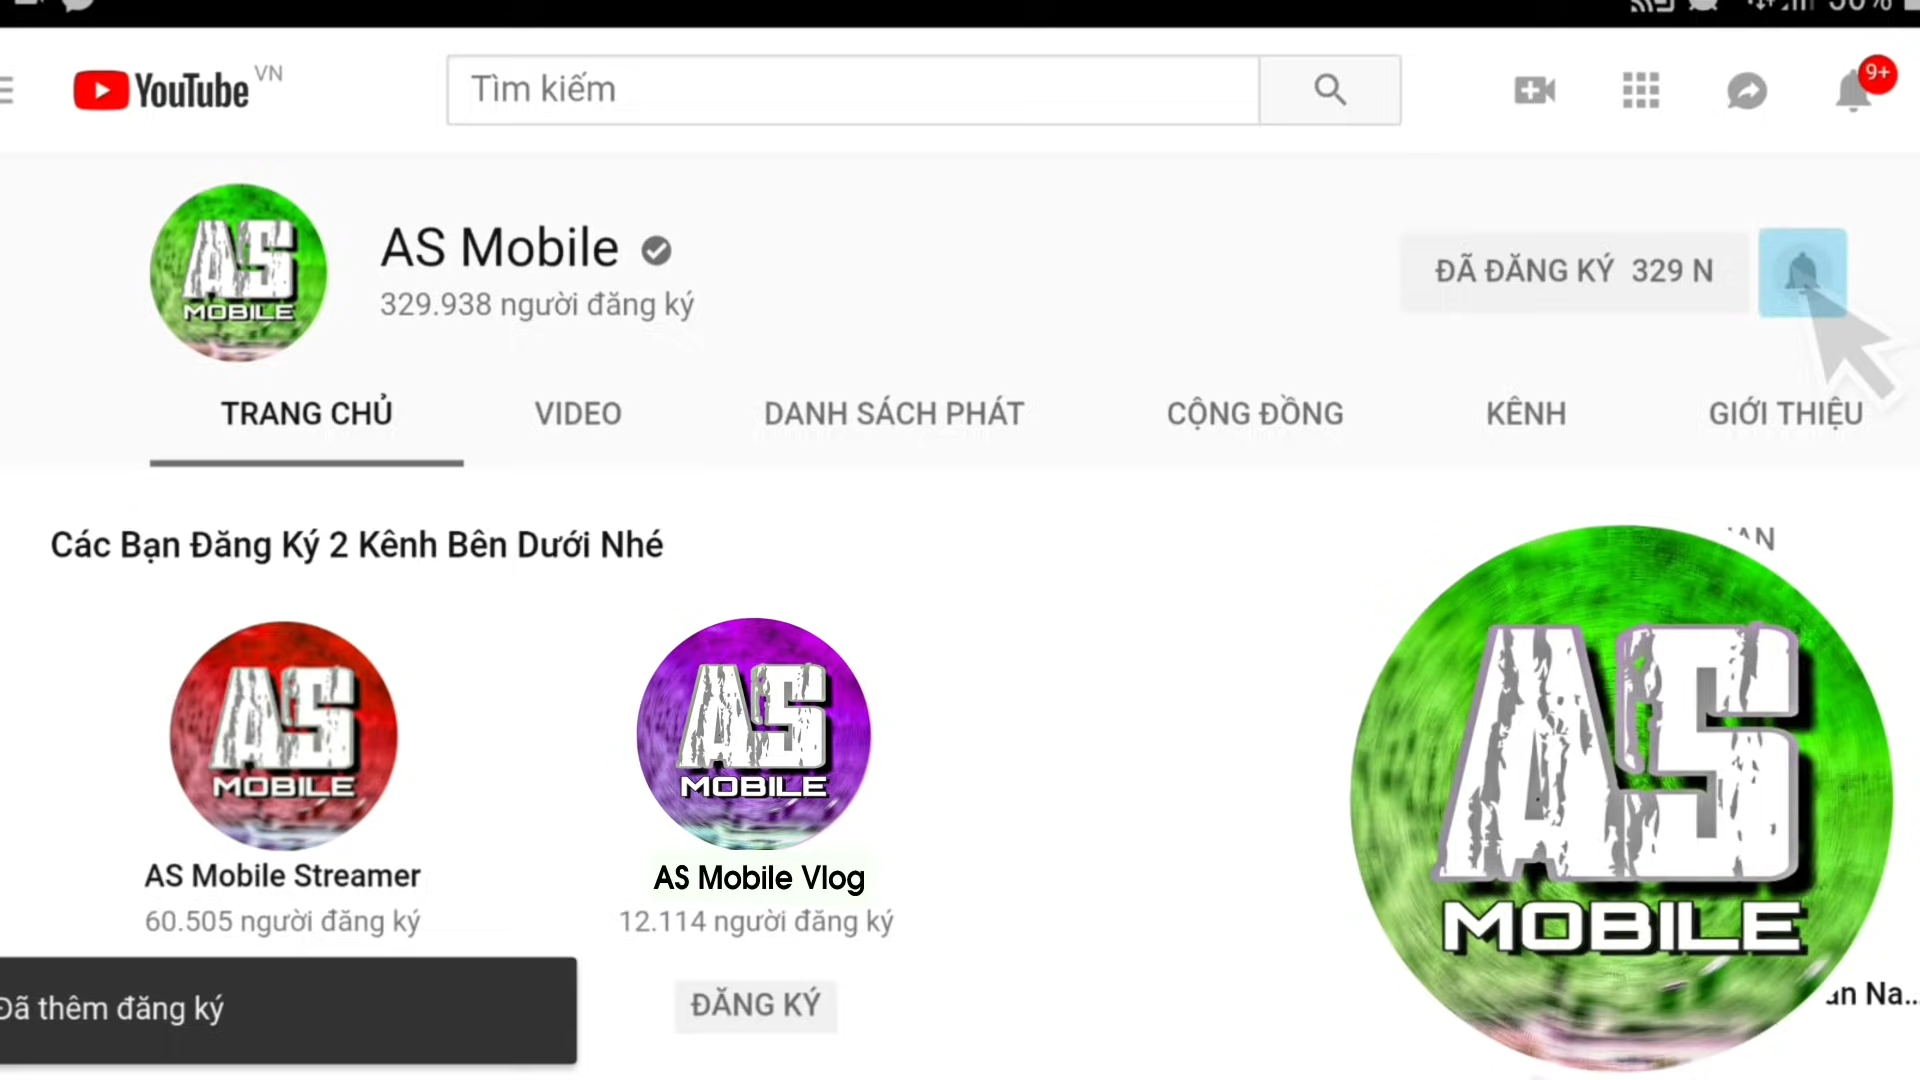 50%
YouTube VN
Tìm kiếm
9+
AS
MOBILE
AS Mobile
329.938 người đăng ký
ĐÃ ĐĂNG KÝ 329 N
TRANG CHỦ VIDEO DANH SÁCH PHÁT CỘNG ĐỒNG KÊNH GIỚI THIỆU
Các Bạn Đăng Ký 2 Kênh Bên Dưới Nhé
AS
MOBILE
AS Mobile Streamer
60.505 người đăng ký
AS
MOBILE
AS Mobile Vlog
12.114 người đăng ký
ĐĂNG KÝ
Đã thêm đăng ký
AS
MOBILE